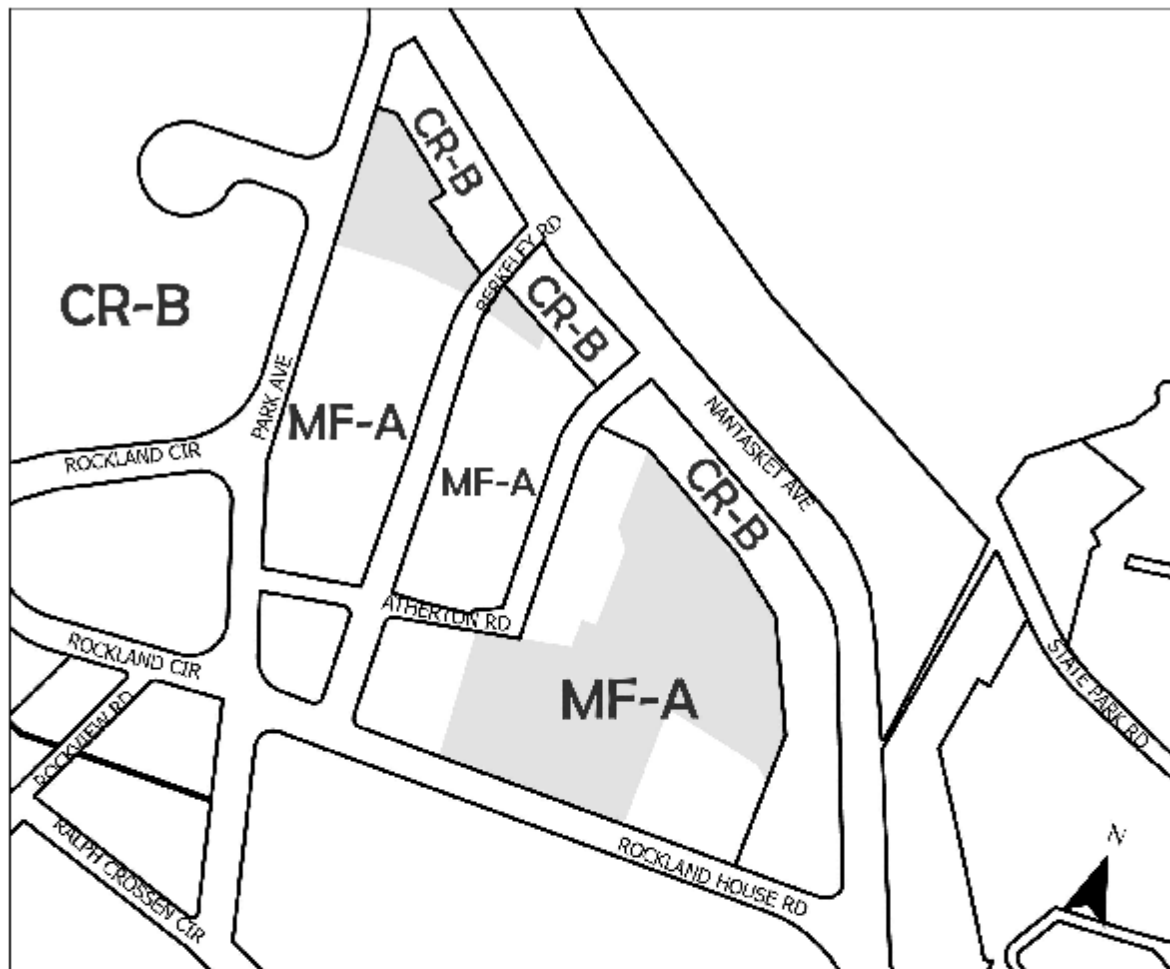 CR-B
BERKELEY RD
CR-B
CR-B
PARK AVE
MF-A
NANTASKET AVE
ROCKLAND CIR
MF-A
CR-B
ATHERTON RD
ROCKLAND CIR
STATE PARK RD
MF-A
ROCKVIEW RD
N
RALPH CROSSEN CIR
ROCKLAND HOUSE RD